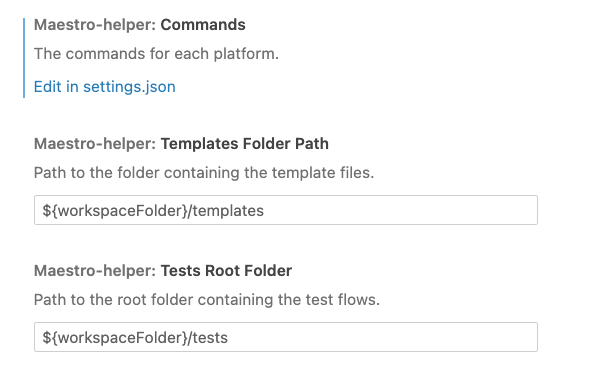 Maestro-helper: Commands
The commands for each platform.
Edit in settings.json
Maestro-helper: Templates Folder Path
Path to the folder containing the template files.
${workspaceFolder}/templates
Maestro-helper: Tests Root Folder
Path to the root folder containing the test flows.
${workspaceFolder}/tests